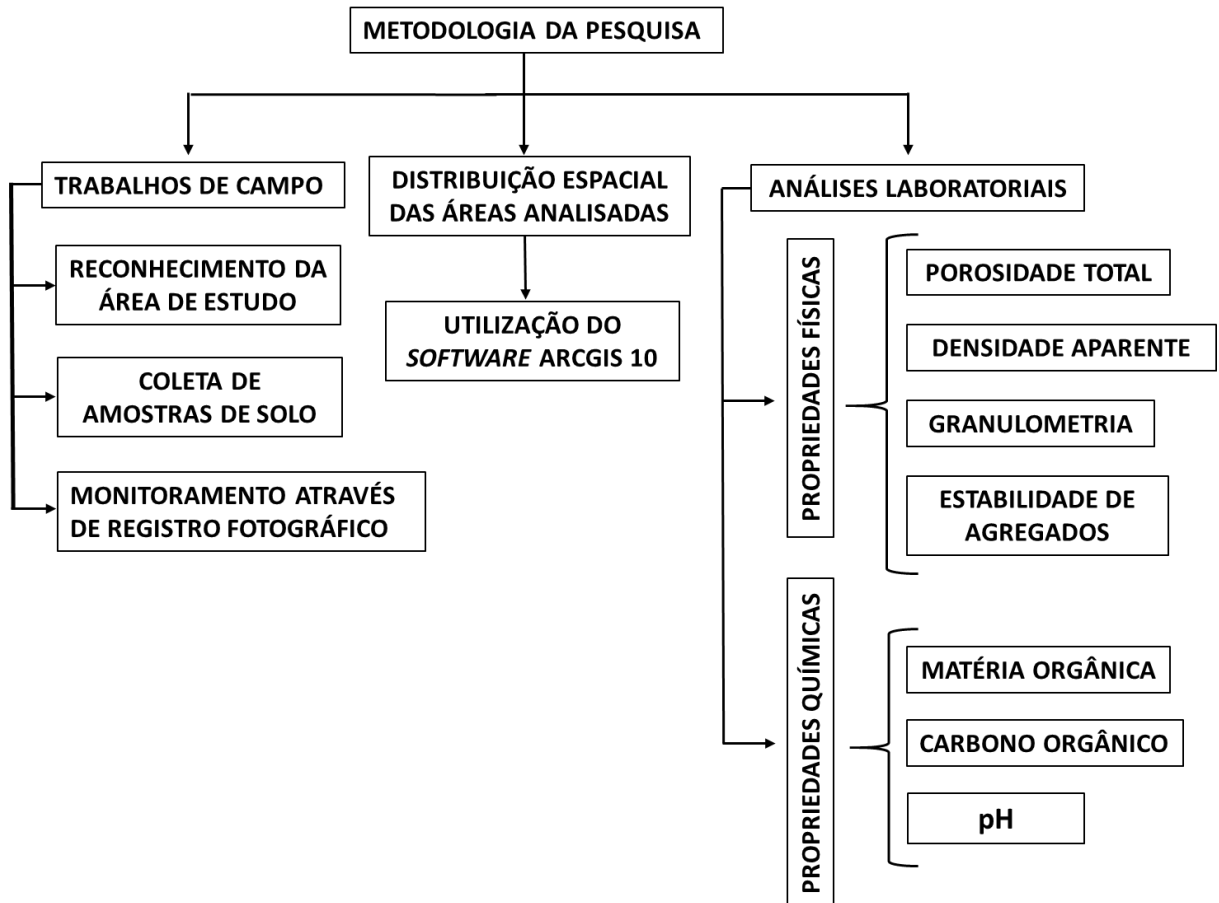 METODOLOGIA DA PESQUISA
TRABALHOS DE CAMPO
RECONHECIMENTO DA
ÁREA DE ESTUDO
COLETA DE
AMOSTRAS DE SOLO
MONITORAMENTO ATRAVÉS
DE REGISTRO FOTOGRÁFICO
DISTRIBUIÇÃO ESPACIAL
DAS ÁREAS ANALISADAS
UTILIZAÇÃO DO
SOFTWARE ARCGIS 10
ANÁLISES LABORATORIAIS
PROPRIEDADES FÍSICAS
POROSIDADE TOTAL
DENSIDADE APARENTE
GRANULOMETRIA
ESTABILIDADE DE
AGREGADOS
PROPRIEDADES QUÍMICAS
MATÉRIA ORGÂNICA
CARBONO ORGÂNICO
pH